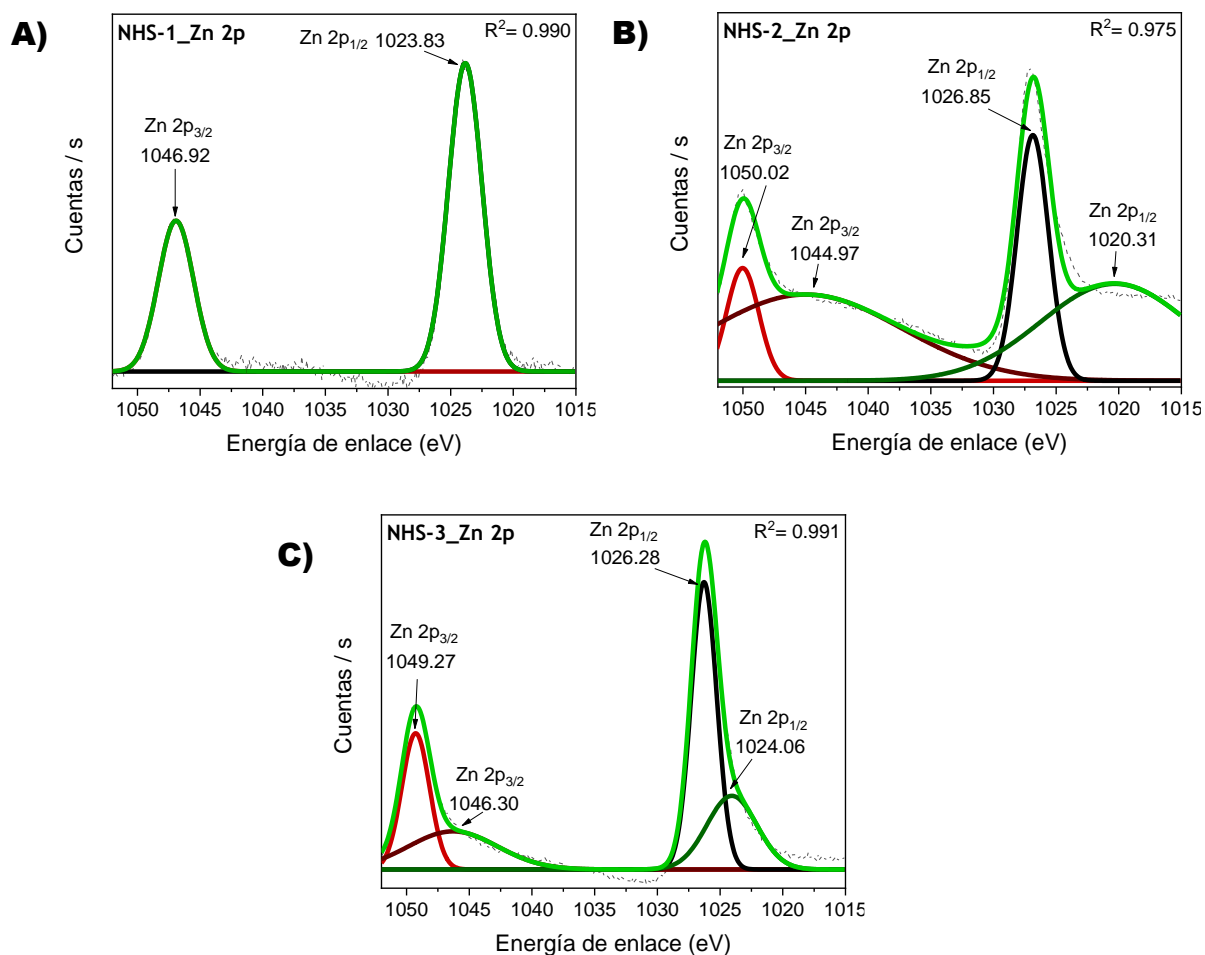 A)
NHS-1_Zn 2p
R²= 0.990
Zn 2p₁/₂ 1023.83
Zn 2p₃/₂
1046.92
Cuentas / s
1050 1045 1040 1035 1030 1025 1020 1015
Energía de enlace (eV)
B)
NHS-2_Zn 2p
R²= 0.975
Zn 2p₁/₂
1026.85
Zn 2p₃/₂
1050.02
Zn 2p₃/₂
1044.97
Zn 2p₁/₂
1020.31
Cuentas / s
1050 1045 1040 1035 1030 1025 1020 1015
Energía de enlace (eV)
C)
NHS-3_Zn 2p
R²= 0.991
Zn 2p₁/₂
1026.28
Zn 2p₃/₂
1049.27
Zn 2p₃/₂
1046.30
Zn 2p₁/₂
1024.06
Cuentas / s
1050 1045 1040 1035 1030 1025 1020 1015
Energía de enlace (eV)